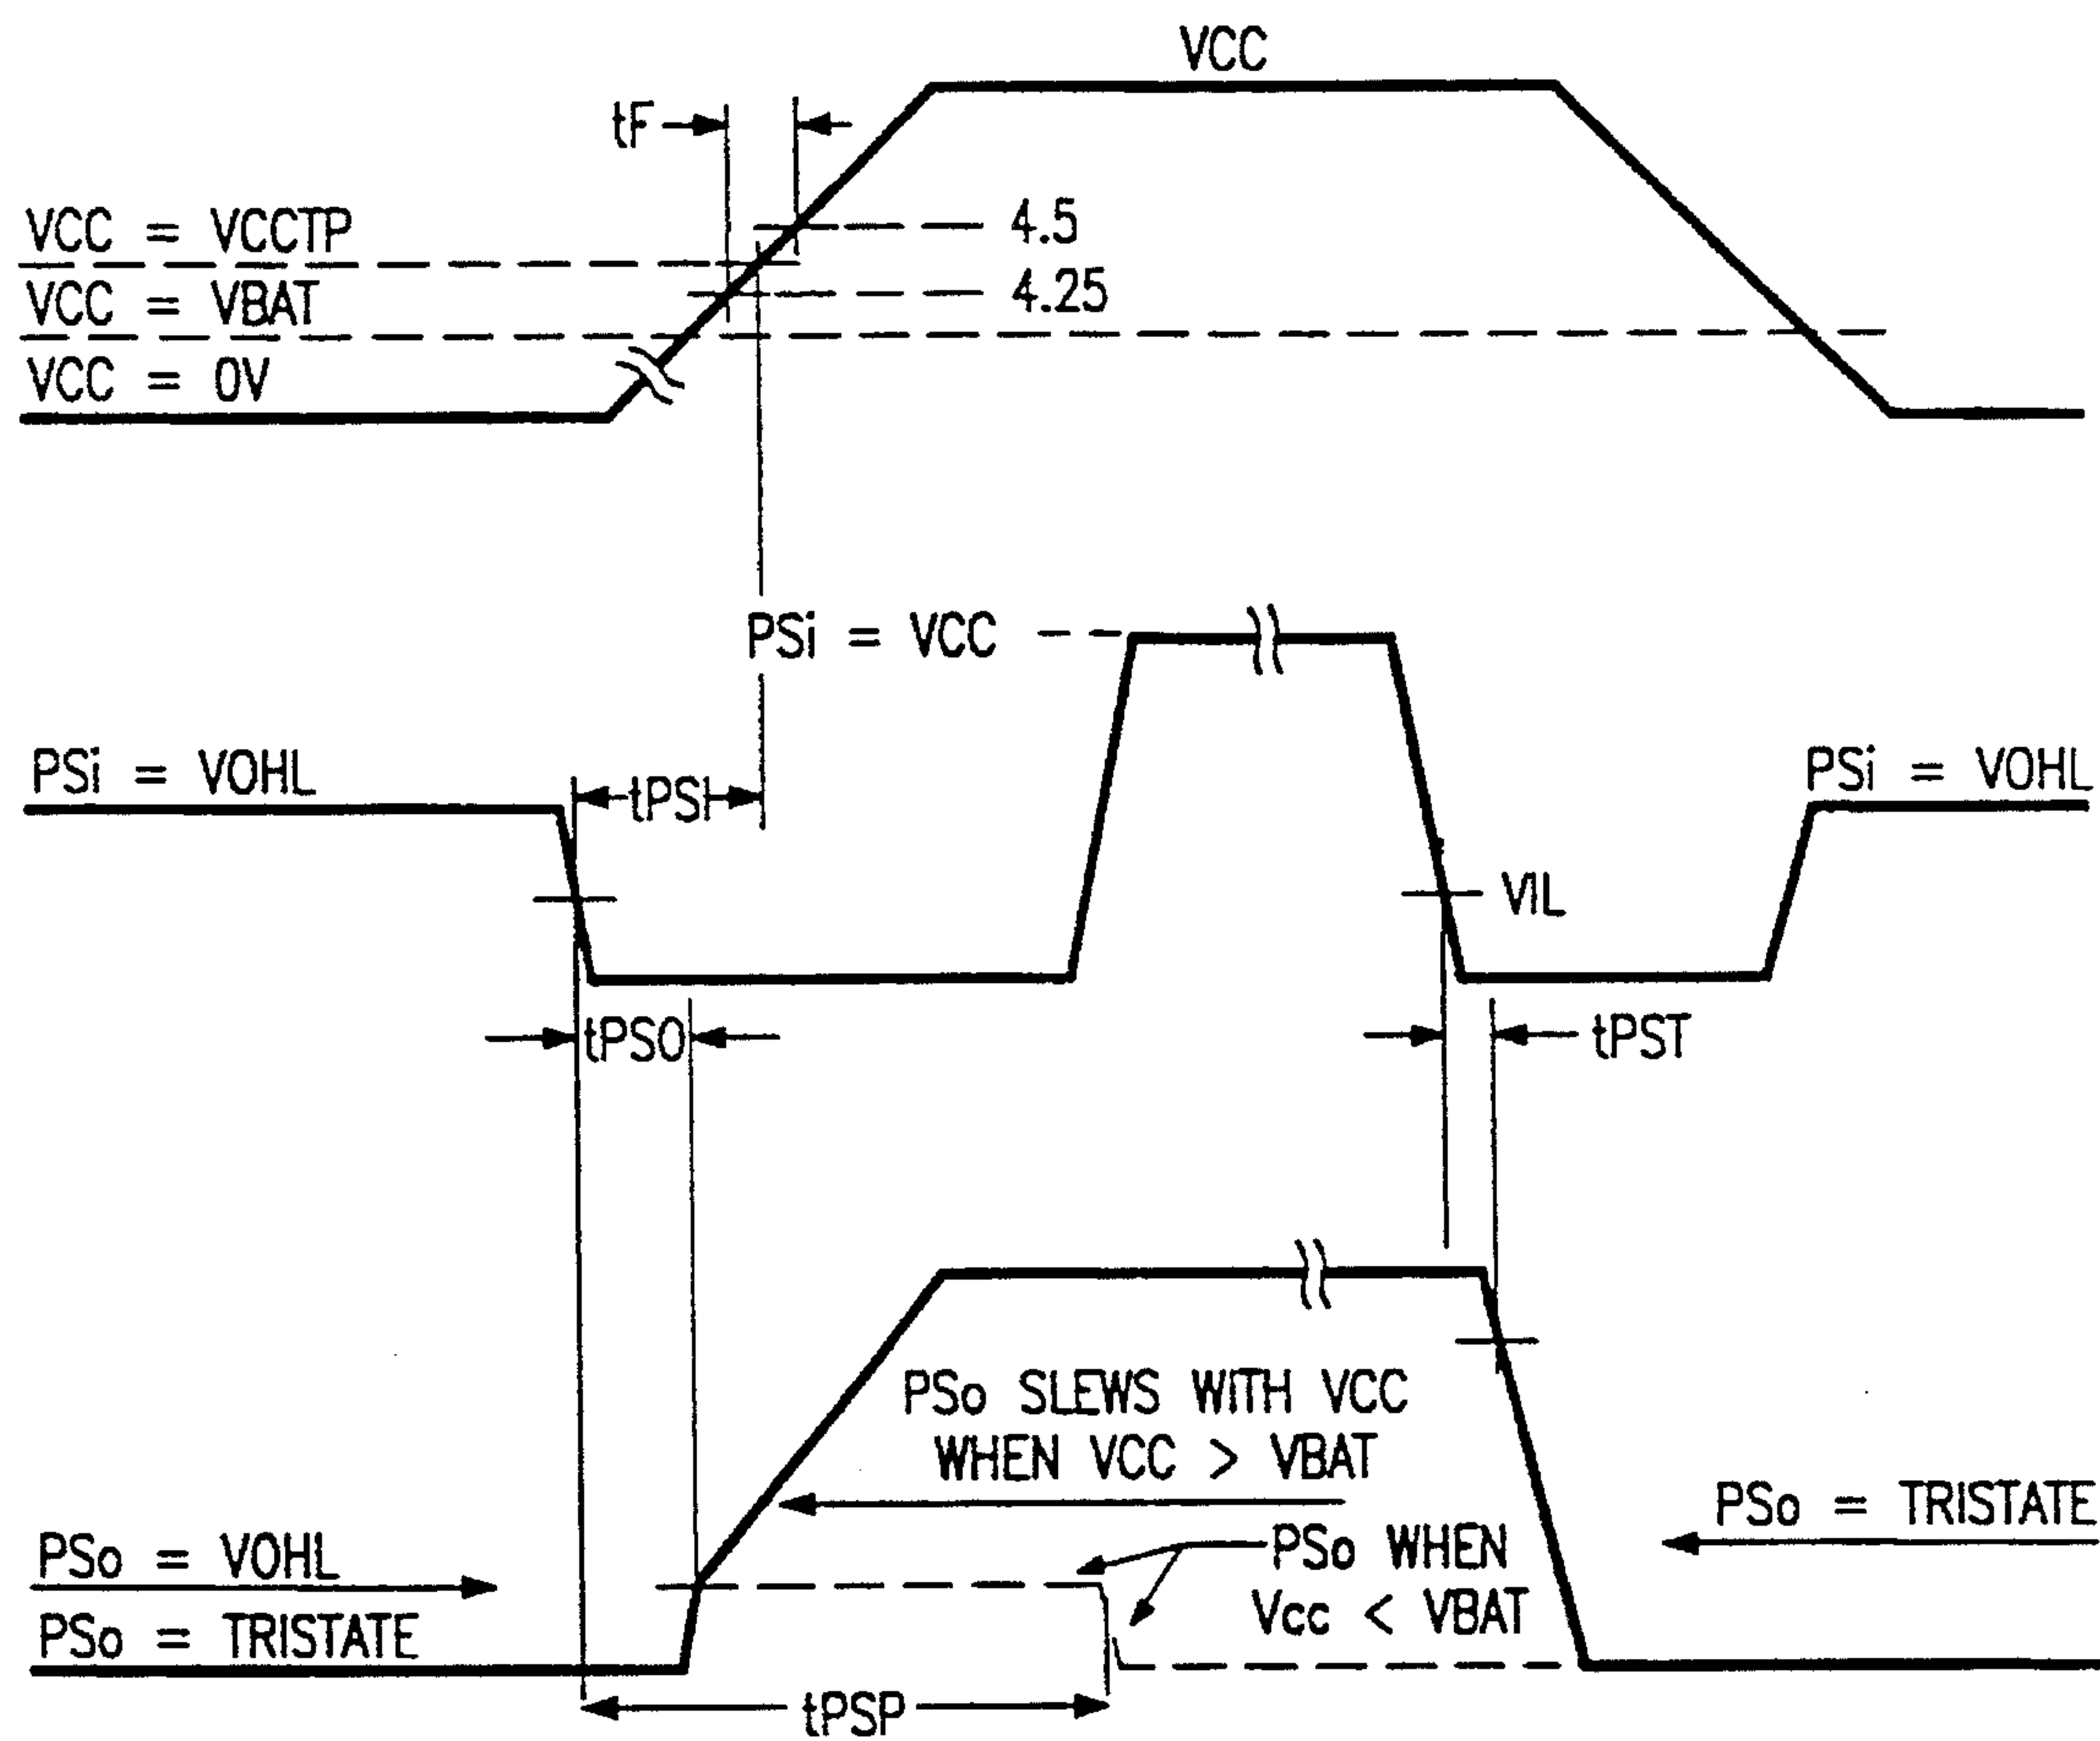 VCC
tF
VCC = VCCTP
4.5
VCC = VBAT
4.25
VCC = 0V
PSi = VCC
PSi = VOHL
tPSI
PSi = VOHL
VIL
tPSO
tPST
PSo SLEWS WITH VCC
WHEN VCC > VBAT
PSo = TRISTATE
PSo = VOHL
PSo WHEN
Vcc < VBAT
PSo = TRISTATE
tPSP